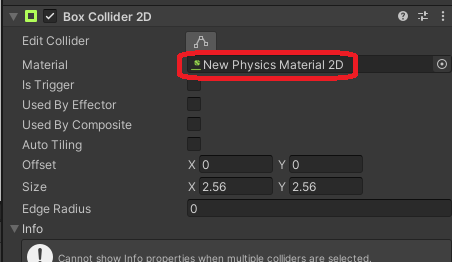 Box Collider 2D
Edit Collider
Material New Physics Material 2D
Is Trigger
Used By Effector
Used By Composite
Auto Tiling
Offset X 0 Y 0
Size X 2.56 Y 2.56
Edge Radius 0
Info
Cannot show Info properties when multiple colliders are selected.